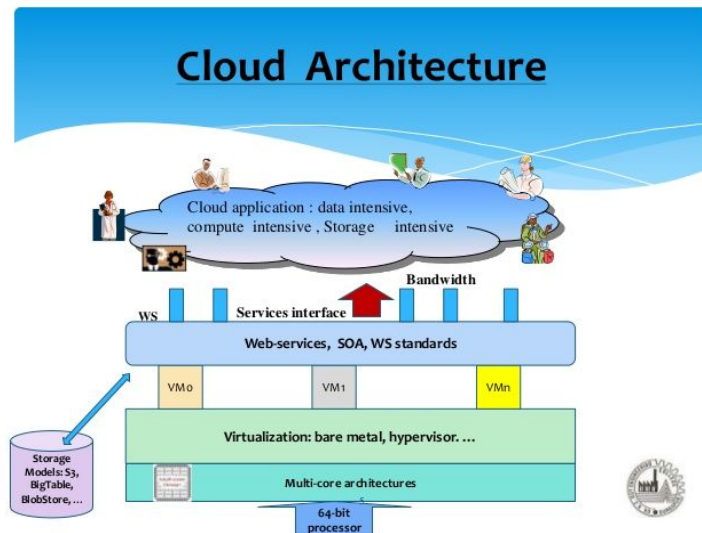 Cloud Architecture
Cloud application : data intensive,
compute intensive , Storage intensive
Bandwidth
Services interface
WS
Web-services, SOA, WS standards
VM0
VM1
VMn
Virtualization: bare metal, hypervisor. ...
Storage
Models: S3,
BigTable,
BlobStore, ...
Multi-core architectures
64-bit
processor